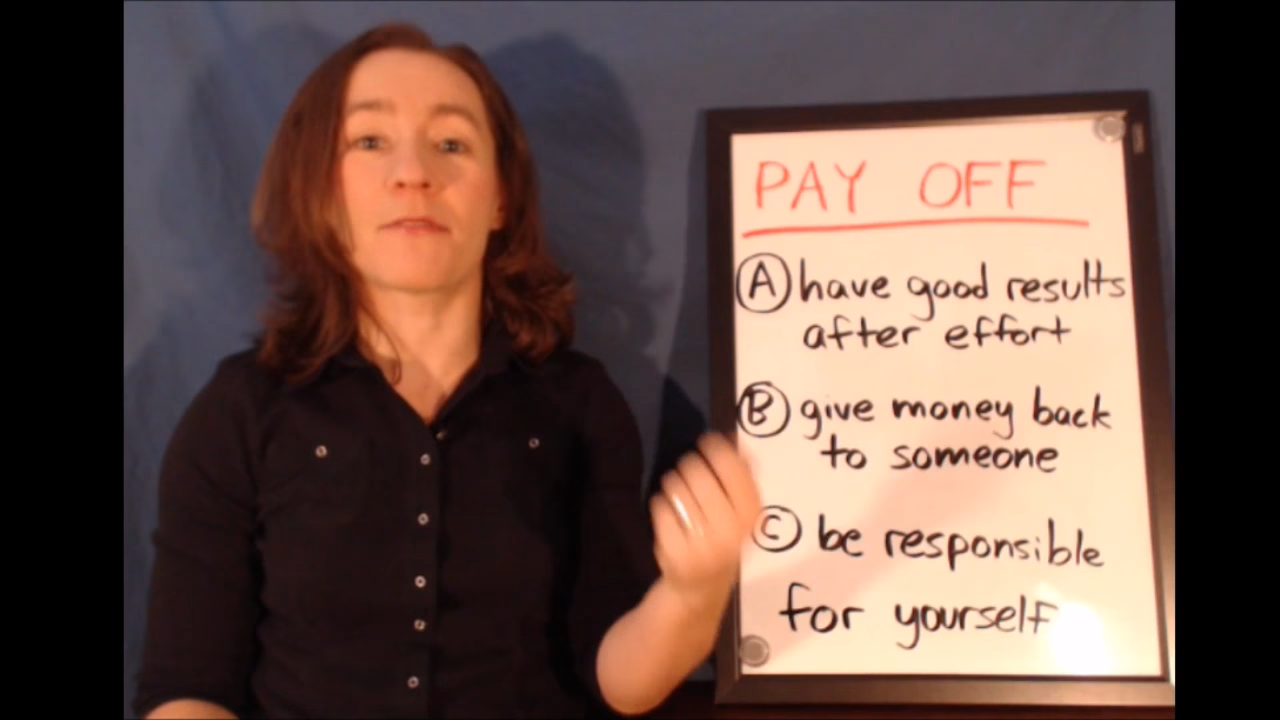 PAY OFF
A have good results
after effort
B give money back
to someone
C be responsible
for yourself